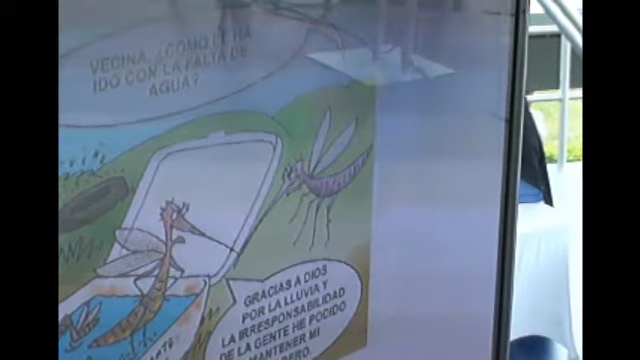 VECINA, ¿COMO LE HA
IDO CON LA FALTA DE
AGUA?
GRACIAS A DIOS
POR LA LLUVIA Y
LA IRRESPONSABILIDAD
DE LA GENTE HE PODIDO
MANTENER MI